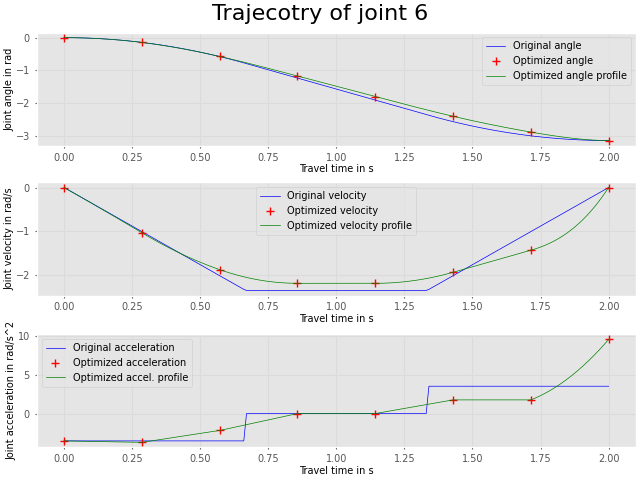 Trajecotry of joint 6
Joint angle in rad
0
−1
−2
−3
Original angle
Optimized angle
Optimized angle profile
0.00 0.25 0.50 0.75 1.00 1.25 1.50 1.75 2.00
Travel time in s
Joint velocity in rad/s
0
−1
−2
Original velocity
Optimized velocity
Optimized velocity profile
0.00 0.25 0.50 0.75 1.00 1.25 1.50 1.75 2.00
Travel time in s
Joint acceleration in rad/s^2
10
5
0
Original acceleration
Optimized acceleration
Optimized accel. profile
0.00 0.25 0.50 0.75 1.00 1.25 1.50 1.75 2.00
Travel time in s